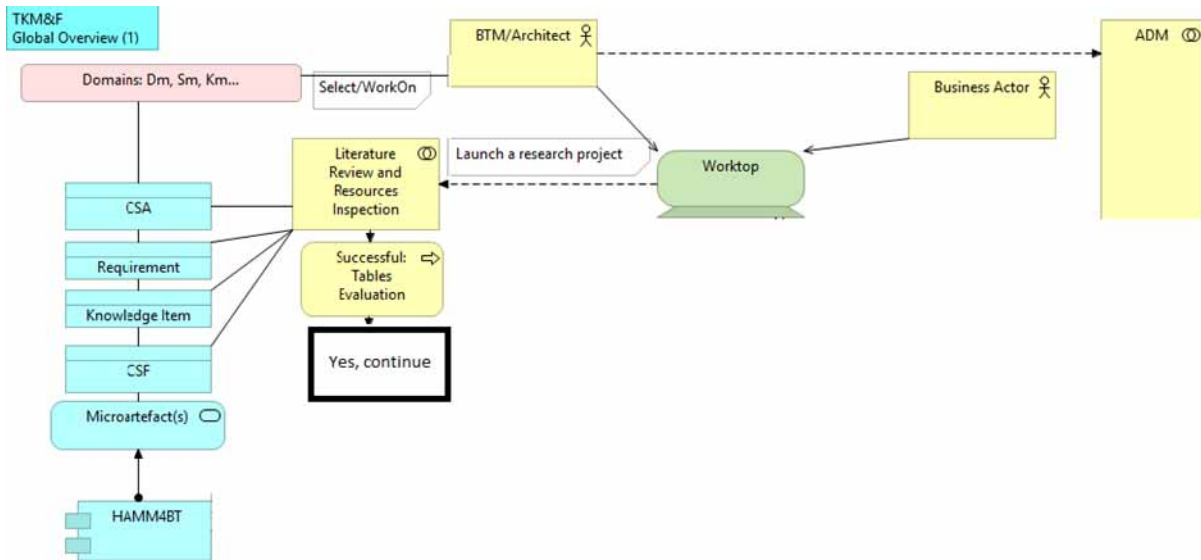 TKM&F
Global Overview (1)
BTM/Architect
ADM
Domains: Dm, Sm, Km...
Select/WorkOn
Business Actor
Literature
Review and
Resources
Inspection
Launch a research project
Worktop
CSA
Requirement
Successful:
Tables
Evaluation
Knowledge Item
Yes, continue
CSF
Microartefact(s)
HAMM4BT